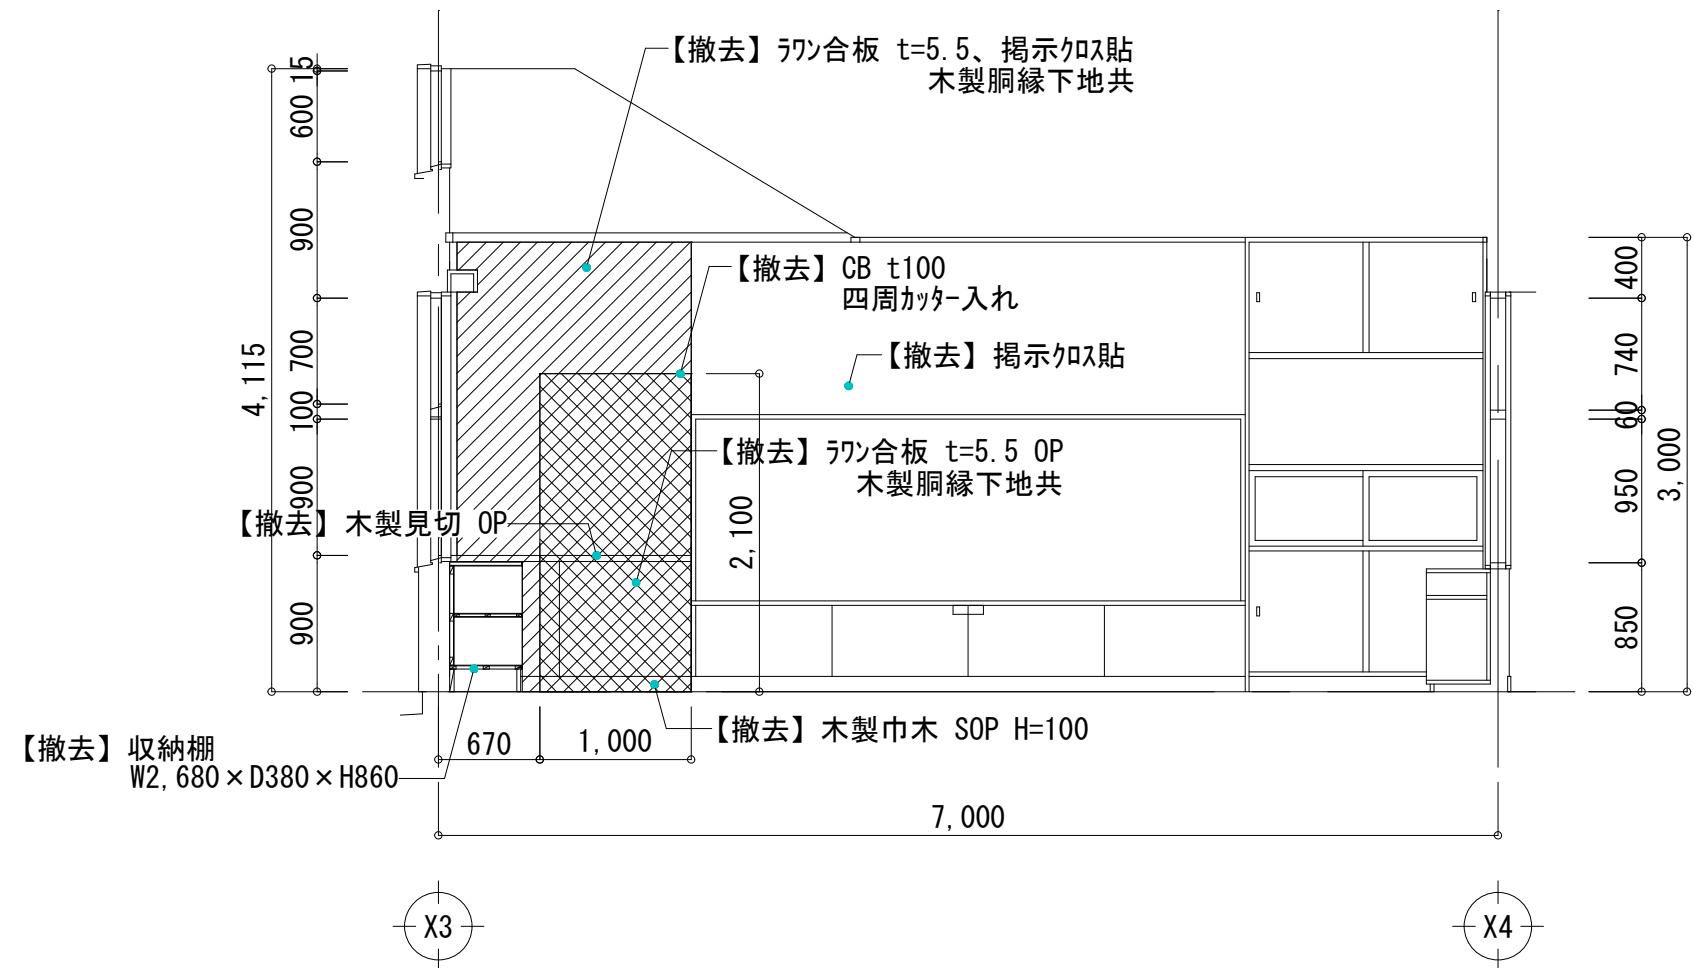 【撤去】ﾗﾜﾝ合板 t=5.5、掲示ｸﾛｽ貼
木製胴縁下地共
15
600
900
700
100
900
900
4,115
【撤去】CB t100
四周ｶｯﾀｰ入れ
【撤去】掲示ｸﾛｽ貼
【撤去】ﾗﾜﾝ合板 t=5.5 OP
木製胴縁下地共
【撤去】木製見切 OP
2,100
400
740
60
950
850
3,000
【撤去】木製巾木 SOP H=100
【撤去】収納棚
W2,680×D380×H860
670
1,000
7,000
X3
X4